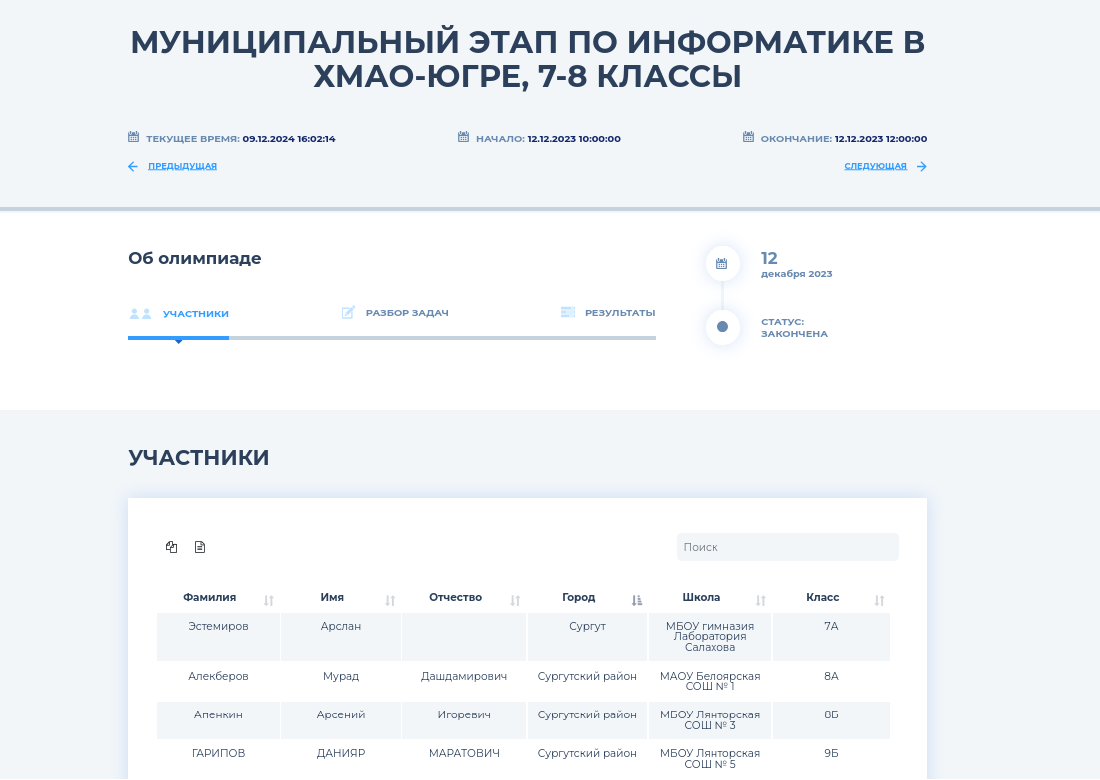 МУНИЦИПАЛЬНЫЙ ЭТАП ПО ИНФОРМАТИКЕ В
ХМАО-ЮГРЕ, 7-8 КЛАССЫ
ТЕКУЩЕЕ ВРЕМЯ: 09.12.2024 16:02:14 НАЧАЛО: 12.12.2023 10:00:00 ОКОНЧАНИЕ: 12.12.2023 12:00:00
ПРЕДЫДУЩАЯ СЛЕДУЮЩАЯ
Об олимпиаде
12
декабря 2023
УЧАСТНИКИ РАЗБОР ЗАДАЧ РЕЗУЛЬТАТЫ
СТАТУС:
ЗАКОНЧЕНА
УЧАСТНИКИ
Поиск
Фамилия Имя Отчество Город Школа Класс
Эстемиров Арслан Сургут МБОУ гимназия 7А
Лаборатория
Салахова
Алекберов Мурад Дашдамирович Сургутский район МАОУ Белоярская 8А
СОШ № 1
Апенкин Арсений Игоревич Сургутский район МБОУ Лянторская 8Б
СОШ № 3
ГАРИПОВ ДАНИЯР МАРАТОВИЧ Сургутский район МБОУ Лянторская 9Б
СОШ № 5